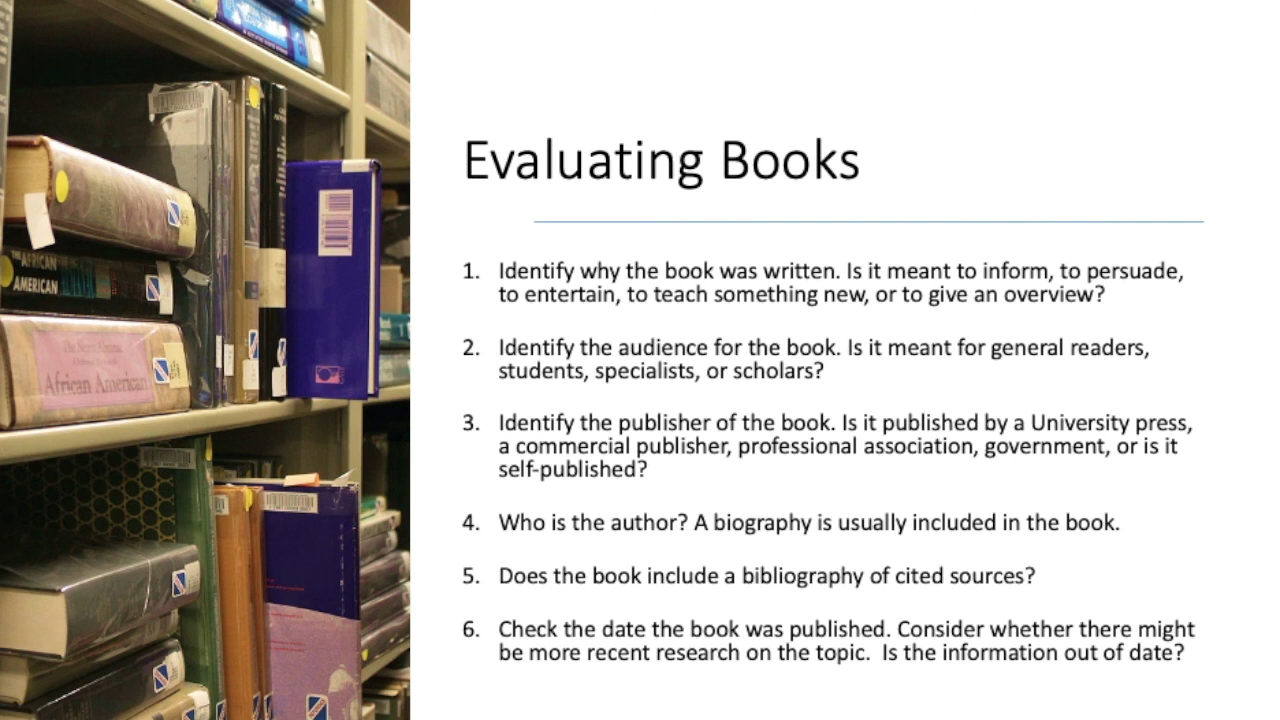 Evaluating Books
1. Identify why the book was written. Is it meant to inform, to persuade,
to entertain, to teach something new, or to give an overview?
2. Identify the audience for the book. Is it meant for general readers,
students, specialists, or scholars?
3. Identify the publisher of the book. Is it published by a University press,
a commercial publisher, professional association, government, or is it
self-published?
4. Who is the author? A biography is usually included in the book.
5. Does the book include a bibliography of cited sources?
6. Check the date the book was published. Consider whether there might
be more recent research on the topic.  Is the information out of date?
THE AFRICAN
AMERICAN
African American